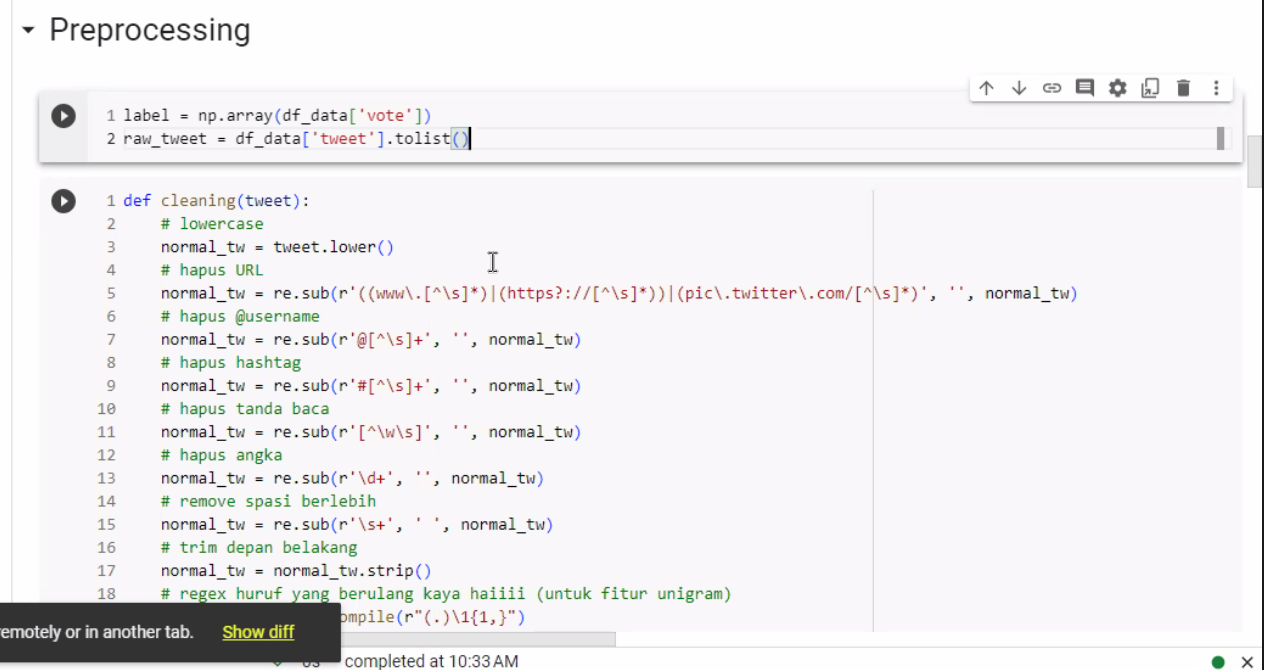 Preprocessing
1 label = np.array(df_data['vote'])
2 raw_tweet = df_data['tweet'].tolist()
1 def cleaning(tweet):
2 # lowercase
3 normal_tw = tweet.lower()
4 # hapus URL
5 normal_tw = re.sub(r'((www\.[^\s]*)|(https?://[^\s]*))|(pic\.twitter\.com/[^\s]*)', '', normal_tw)
6 # hapus @username
7 normal_tw = re.sub(r'@[^\s]+', '', normal_tw)
8 # hapus hashtag
9 normal_tw = re.sub(r'#[^\s]+', '', normal_tw)
10 # hapus tanda baca
11 normal_tw = re.sub(r'[^\w\s]', '', normal_tw)
12 # hapus angka
13 normal_tw = re.sub(r'\d+', '', normal_tw)
14 # remove spasi berlebih
15 normal_tw = re.sub(r'\s+', ' ', normal_tw)
16 # trim depan belakang
17 normal_tw = normal_tw.strip()
18 # regex huruf yang berulang kaya haiiii (untuk fitur unigram)
ompile(r"(.)\1{1,}")
emotely or in another tab. Show diff
completed at 10:33 AM